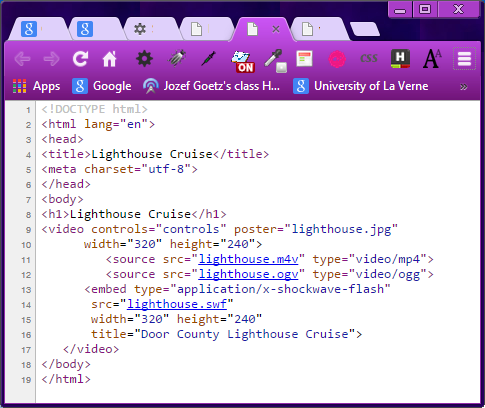 ON
CSS
H
AA
Apps
Google
Jozef Goetz's class H...
University of La Verne
»
1 <!DOCTYPE html>
2 <html lang="en">
3 <head>
4 <title>Lighthouse Cruise</title>
5 <meta charset="utf-8">
6 </head>
7 <body>
8 <h1>Lighthouse Cruise</h1>
9 <video controls="controls" poster="lighthouse.jpg"
10 width="320" height="240">
11 <source src="lighthouse.m4v" type="video/mp4">
12 <source src="lighthouse.ogv" type="video/ogg">
13 <embed type="application/x-shockwave-flash"
14 src="lighthouse.swf"
15 width="320" height="240"
16 title="Door County Lighthouse Cruise">
17 </video>
18 </body>
19 </html>